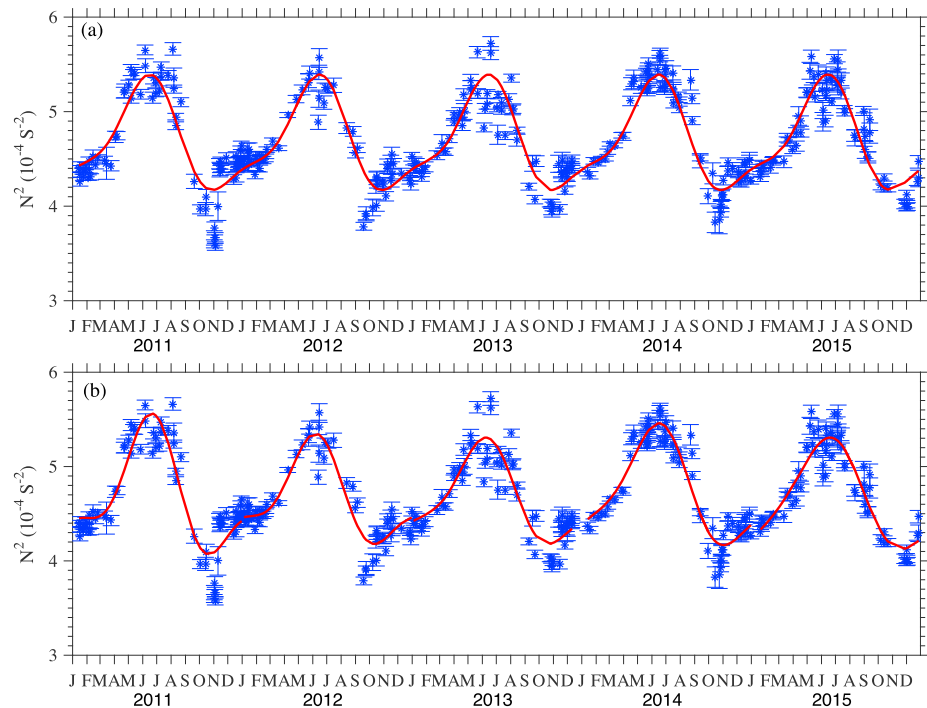 (a)
6
5
4
3
N² (10⁻⁴ S⁻²)
J FMAMJ J A SOND J FMAMJ J A SOND J FMAMJ J A SOND J FMAMJ J A SOND J FMAMJ J A SOND
2011 2012 2013 2014 2015
(b)
6
5
4
3
N² (10⁻⁴ S⁻²)
J FMAMJ J A SOND J FMAMJ J A SOND J FMAMJ J A SOND J FMAMJ J A SOND J FMAMJ J A SOND
2011 2012 2013 2014 2015